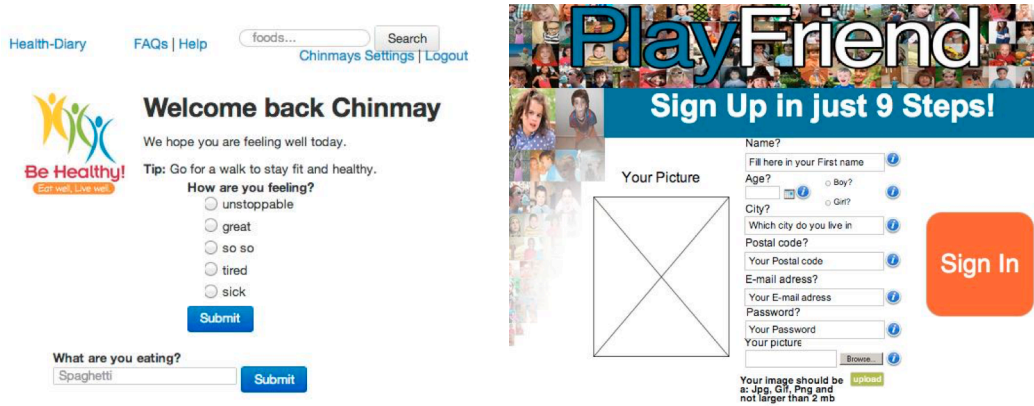 Health-Diary
FAQs | Help
foods...
Search
Chinmays Settings | Logout
Be Healthy!
Eat well, Live well.
Welcome back Chinmay
We hope you are feeling well today.
Tip: Go for a walk to stay fit and healthy.
How are you feeling?
unstoppable
great
so so
tired
sick
Submit
What are you eating?
Spaghetti
Submit
PlayFriend
Sign Up in just 9 Steps!
Your Picture
Name?
Fill here in your First name
Age?
Boy?
Girl?
City?
Which city do you live in
Postal code?
Your Postal code
E-mail adress?
Your E-mail adress
Password?
Your Password
Your picture
Browse...
Your image should be
a: Jpg, Gif, Png and
not larger than 2 mb
upload
Sign In